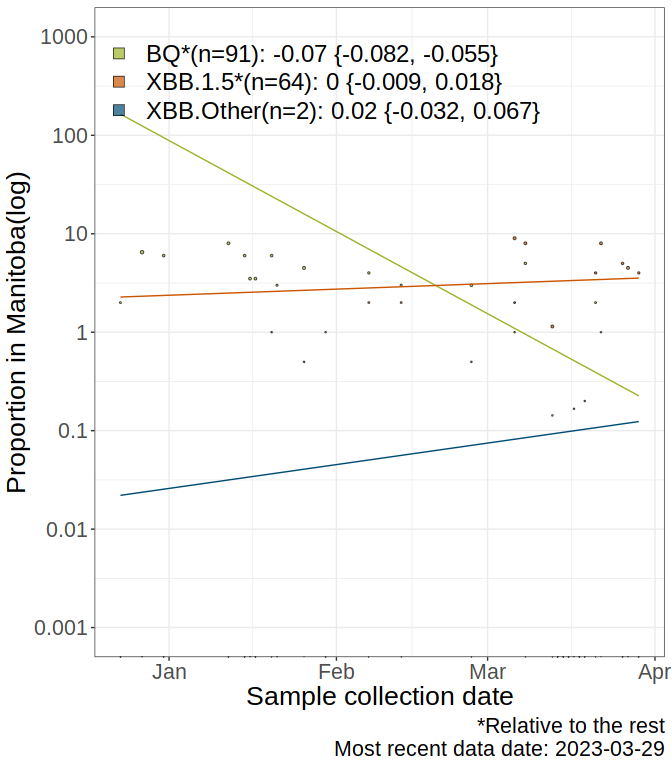 BQ*(n=91): -0.07 {-0.082, -0.055}
XBB.1.5*(n=64): 0 {-0.009, 0.018}
XBB.Other(n=2): 0.02 {-0.032, 0.067}
1000
100
10
1
0.1
0.01
0.001
Proportion in Manitoba(log)
Jan Feb Mar Apr
Sample collection date
*Relative to the rest
Most recent data date: 2023-03-29